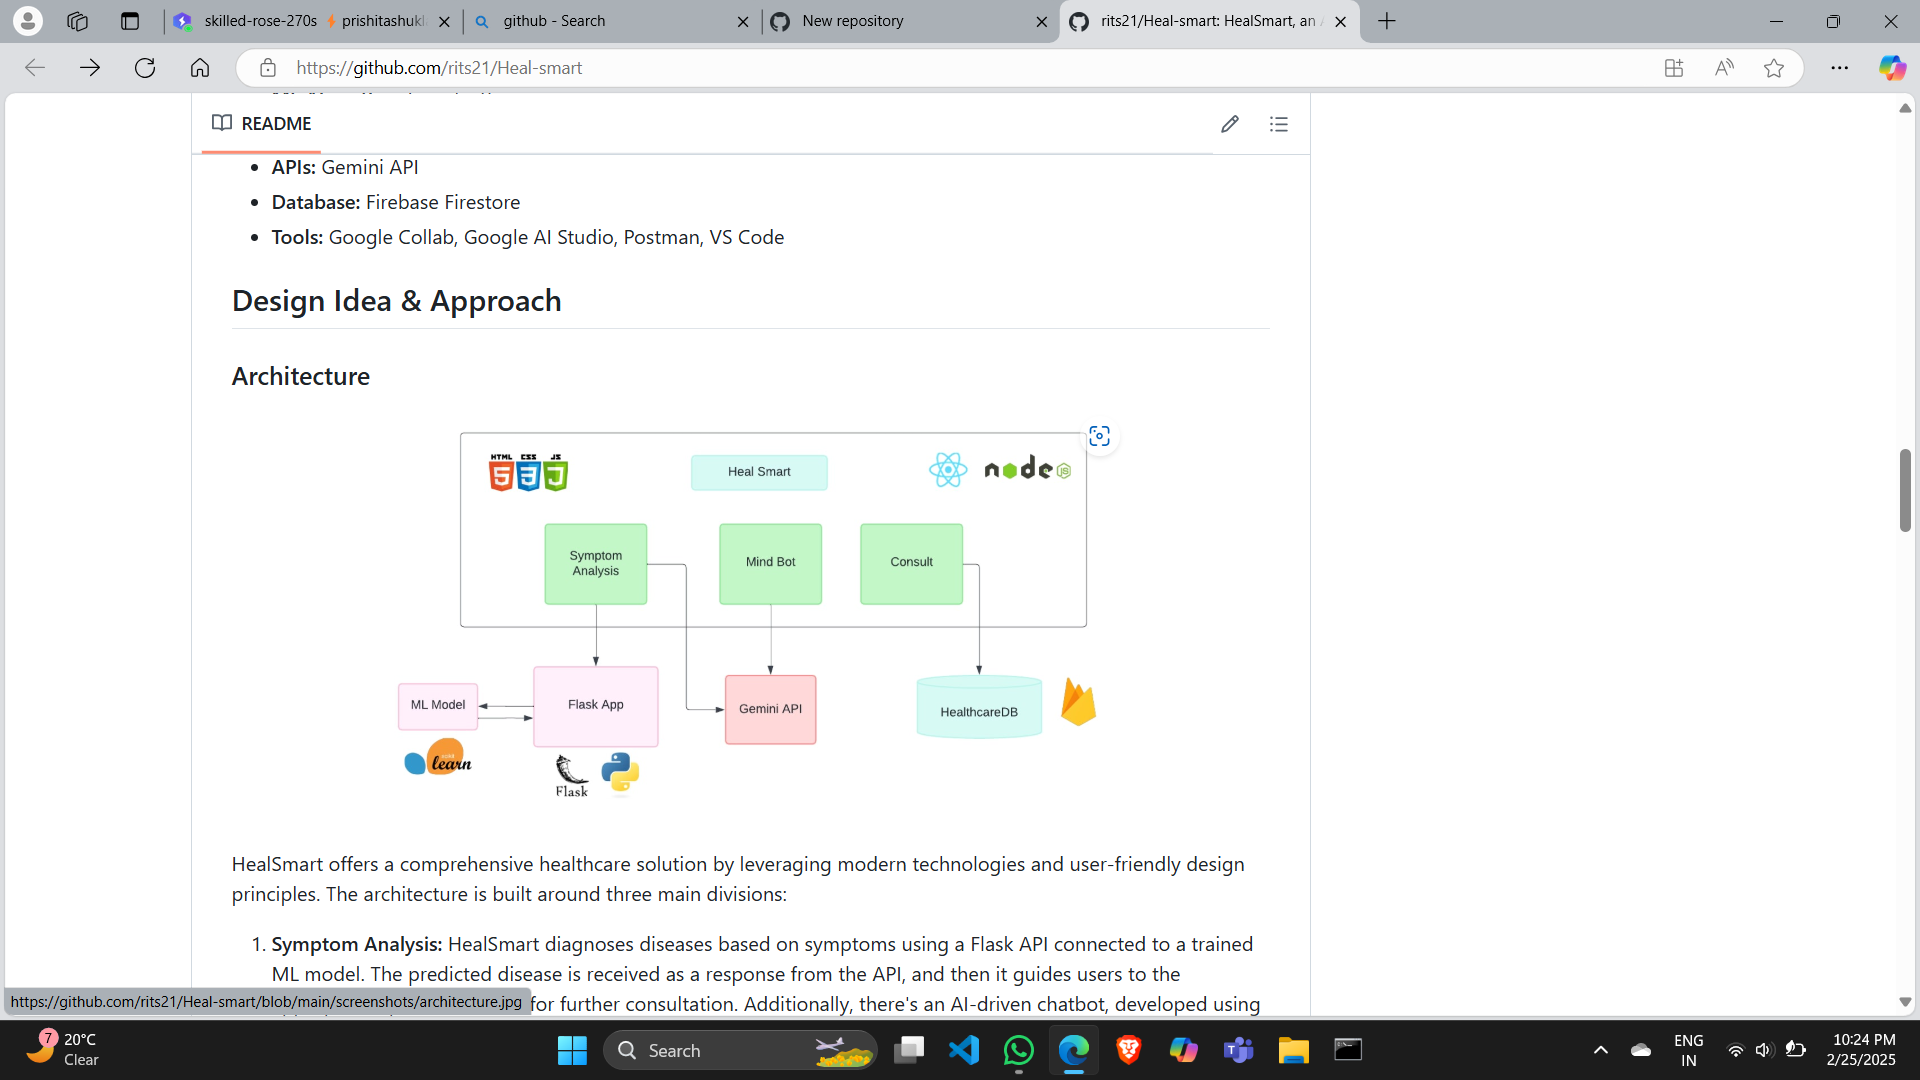 skilled-rose-270s
prishitashukl
github - Search
New repository
rits21/Heal-smart: HealSmart, an
https://github.com/rits21/Heal-smart
README
APIs: Gemini API
Database: Firebase Firestore
Tools: Google Collab, Google AI Studio, Postman, VS Code
Design Idea & Approach
Architecture
HTML CSS JS
Heal Smart
node JS
Symptom
Analysis
Mind Bot
Consult
ML Model
Flask App
Gemini API
HealthcareDB
learn
Flask
HealSmart offers a comprehensive healthcare solution by leveraging modern technologies and user-friendly design
principles. The architecture is built around three main divisions:
1. Symptom Analysis: HealSmart diagnoses diseases based on symptoms using a Flask API connected to a trained
ML model. The predicted disease is received as a response from the API, and then it guides users to the
for further consultation. Additionally, there's an AI-driven chatbot, developed using
https://github.com/rits21/Heal-smart/blob/main/screenshots/architecture.jpg
7
20°C
Clear
Search
ENG
IN
10:24 PM
2/25/2025